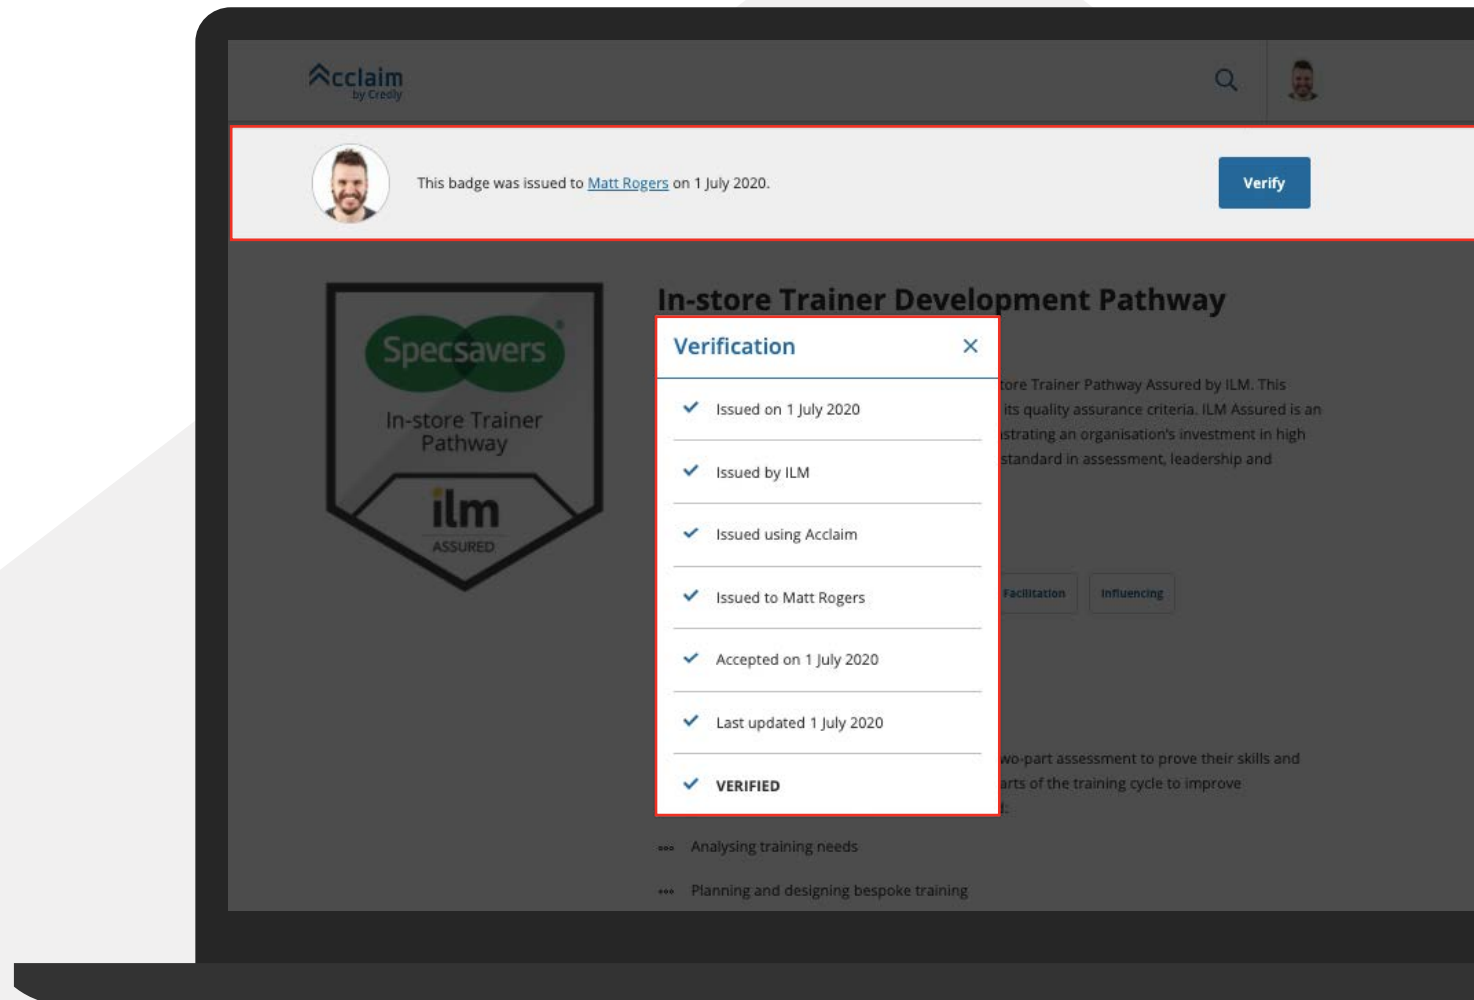 Acclaim
by Credly
This badge was issued to Matt Rogers on 1 July 2020.
Verify
Specsavers
In-store Trainer
Pathway
ilm
ASSURED
In-store Trainer Development Pathway
Verification
Issued on 1 July 2020
Issued by ILM
Issued using Acclaim
Issued to Matt Rogers
Accepted on 1 July 2020
Last updated 1 July 2020
VERIFIED
Trainer Pathway Assured by ILM. This
its quality assurance criteria. ILM Assured is an
an organisation's investment in high
standard in assessment, leadership and
Facilitation
Influencing
assessment to prove their skills and
of the training cycle to improve
Analysing training needs
Planning and designing bespoke training